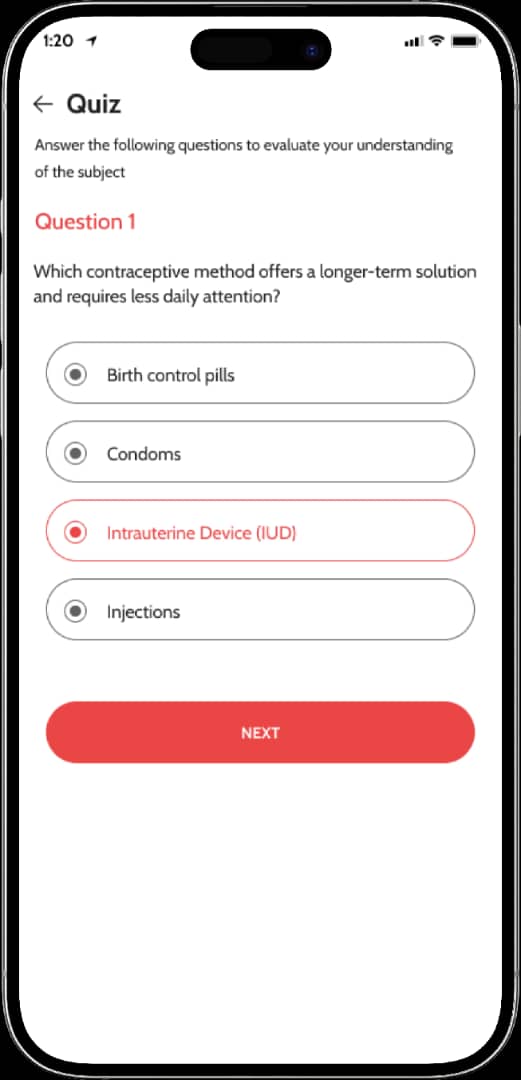 1:20
Quiz
Answer the following questions to evaluate your understanding
of the subject
Question 1
Which contraceptive method offers a longer-term solution
and requires less daily attention?
Birth control pills
Condoms
Intrauterine Device (IUD)
Injections
NEXT